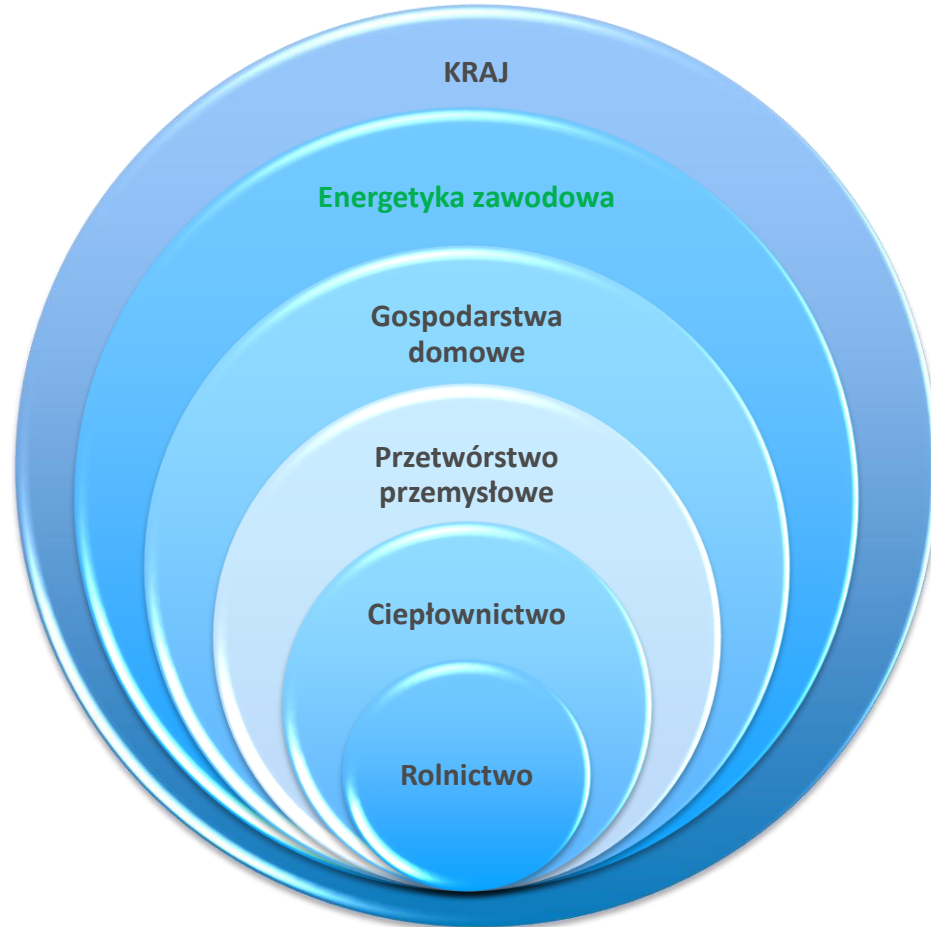 KRAJ
Energetyka zawodowa
Gospodarstwa
domowe
Przetwórstwo
przemysłowe
Ciepłownictwo
Rolnictwo